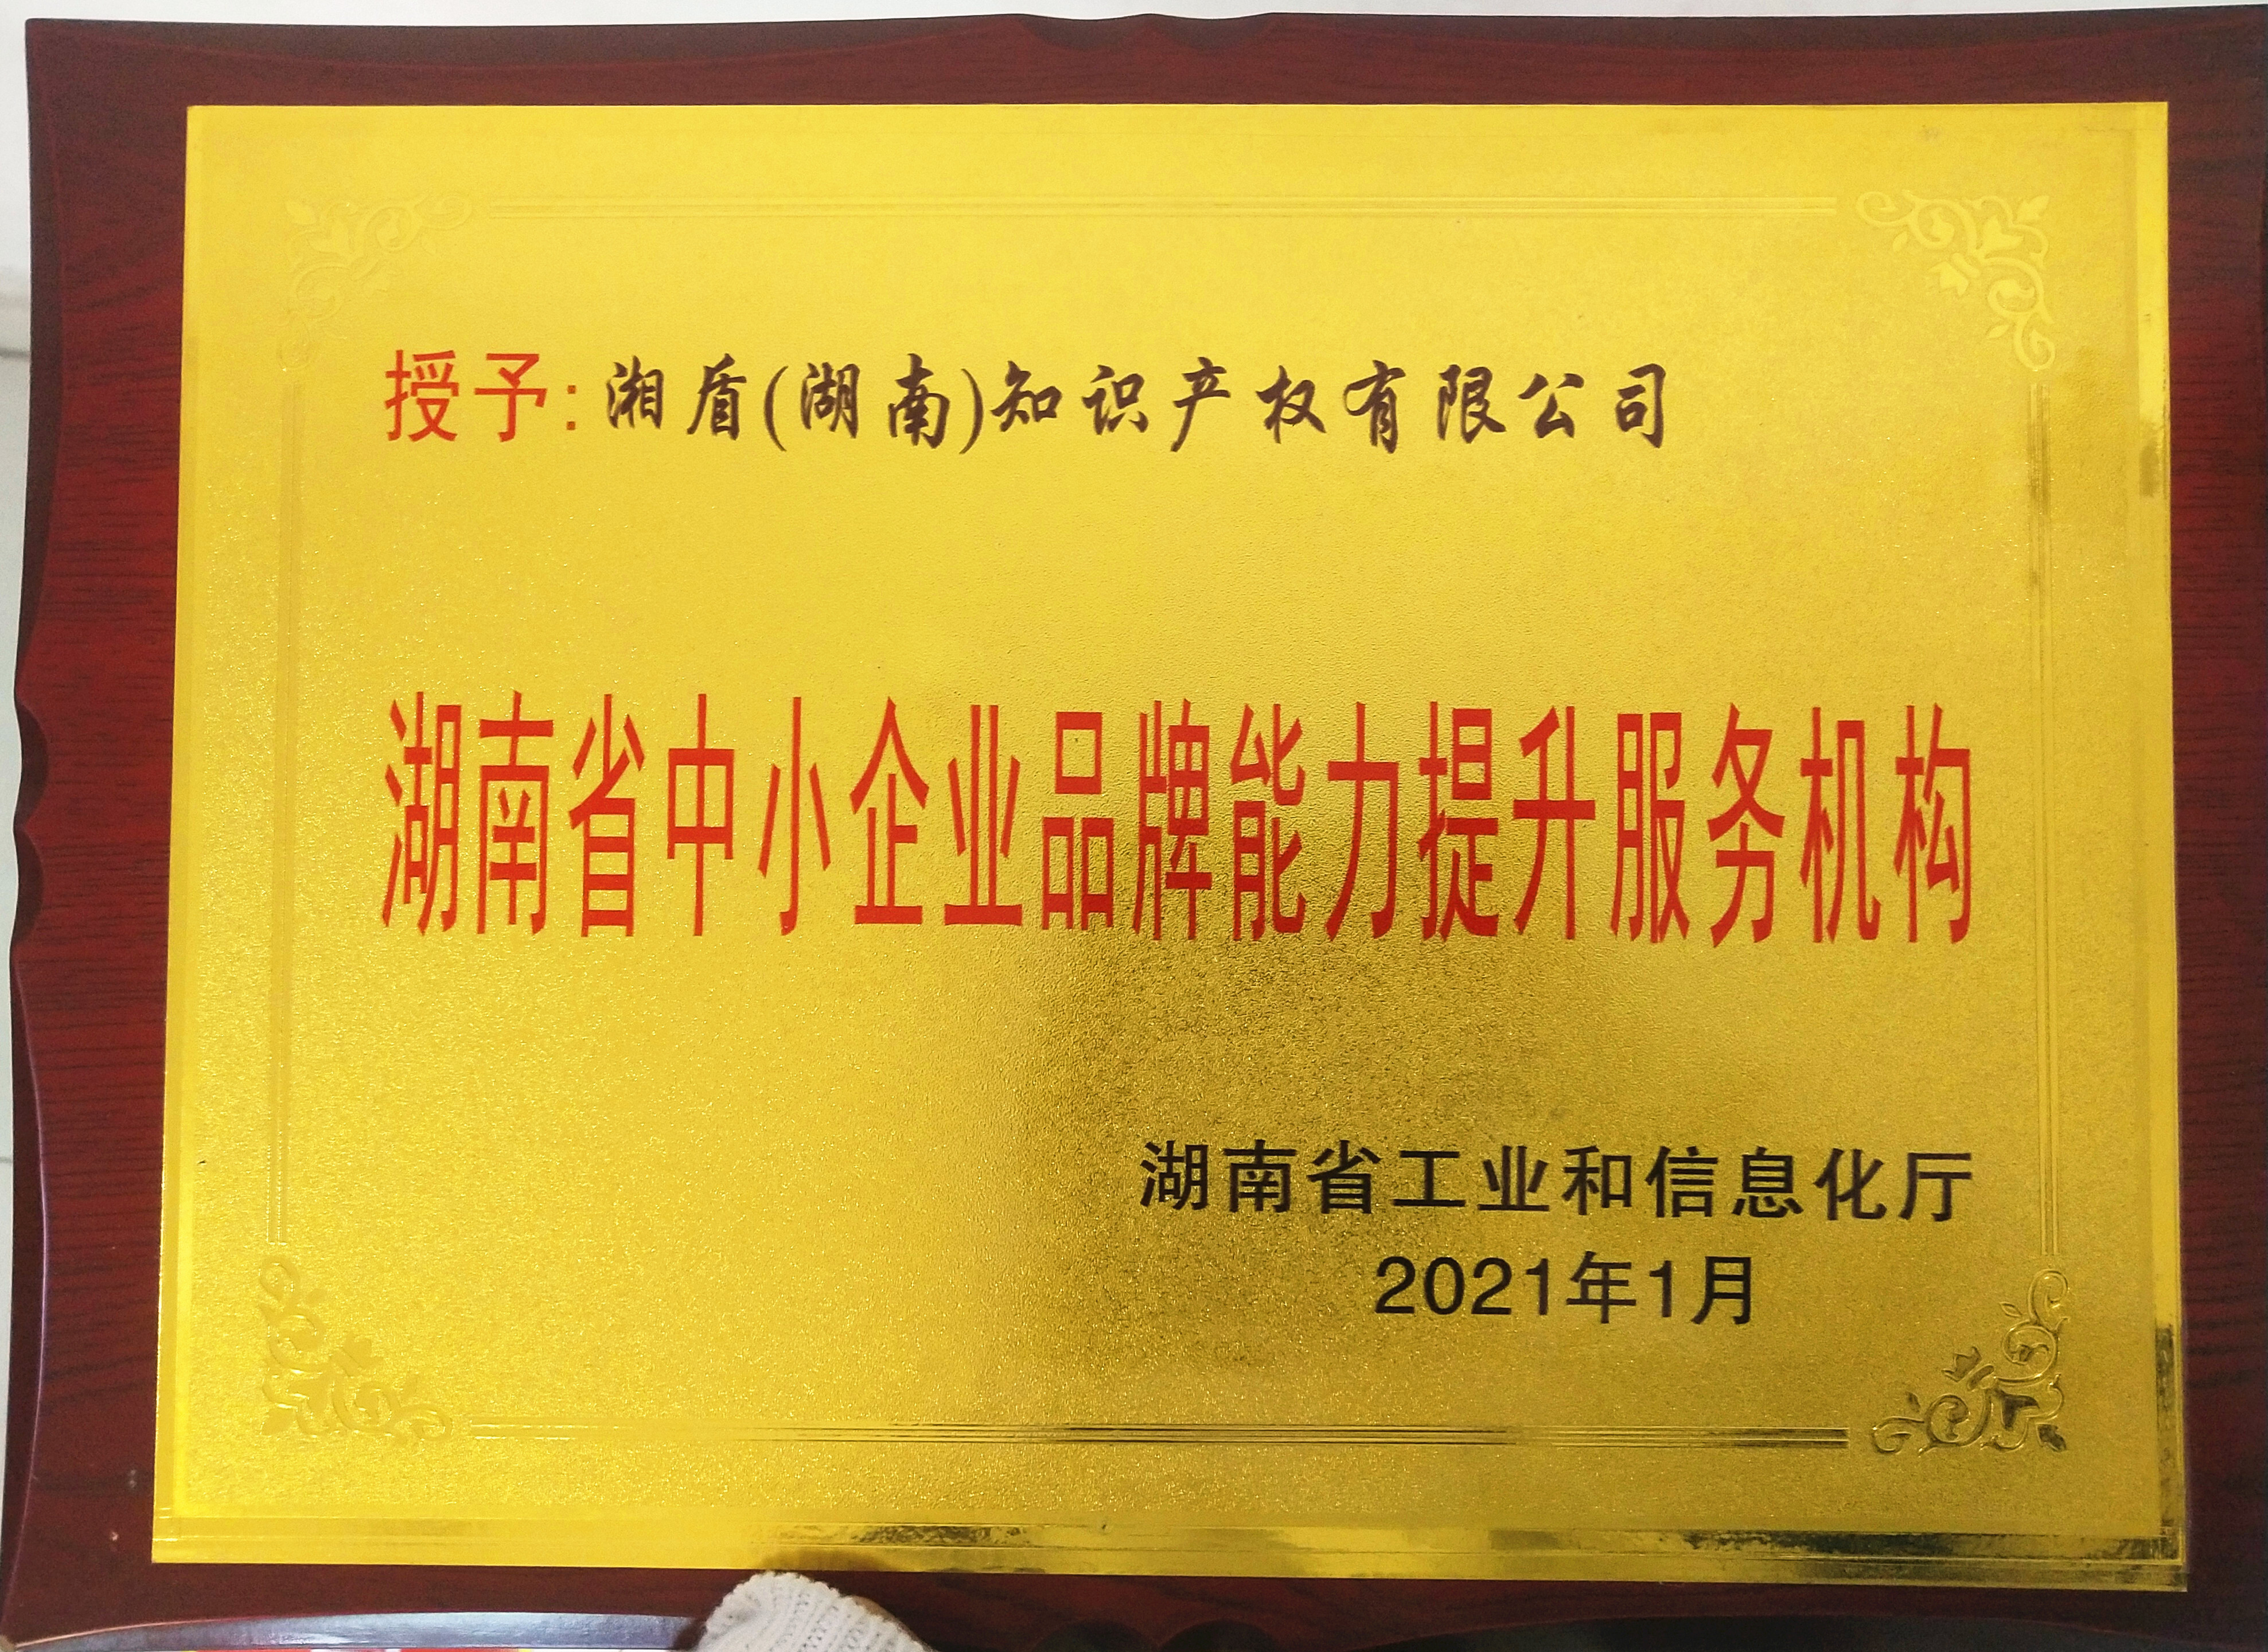 授予:湘盾(湖南)知识产权有限公司
湖南省中小企业品牌能力提升服务机构
湖南省工业和信息化厅
2021年1月